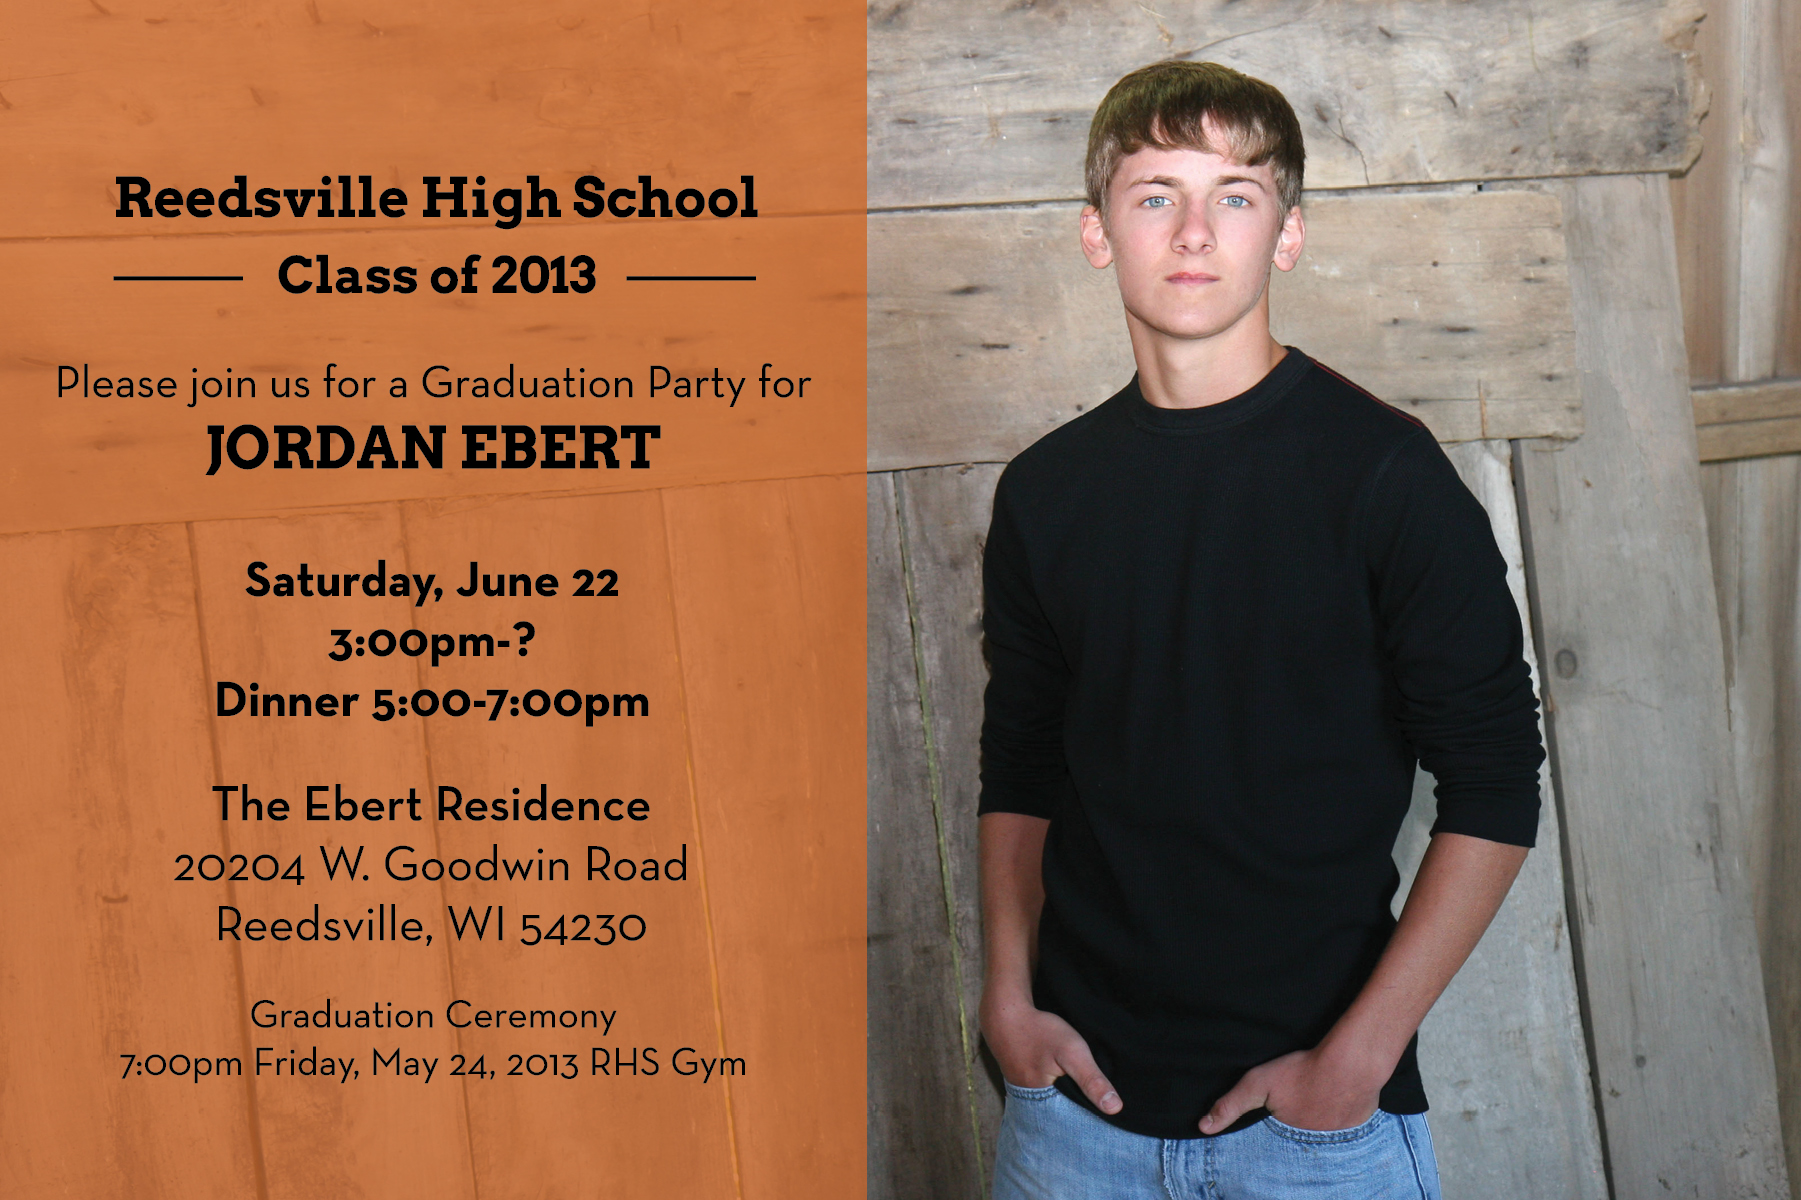 Reedsville High School
Class of 2013
Please join us for a Graduation Party for
JORDAN EBERT
Saturday, June 22
3:00pm-?
Dinner 5:00-7:00pm
The Ebert Residence
20204 W. Goodwin Road
Reedsville, WI 54230
Graduation Ceremony
7:00pm Friday, May 24, 2013 RHS Gym